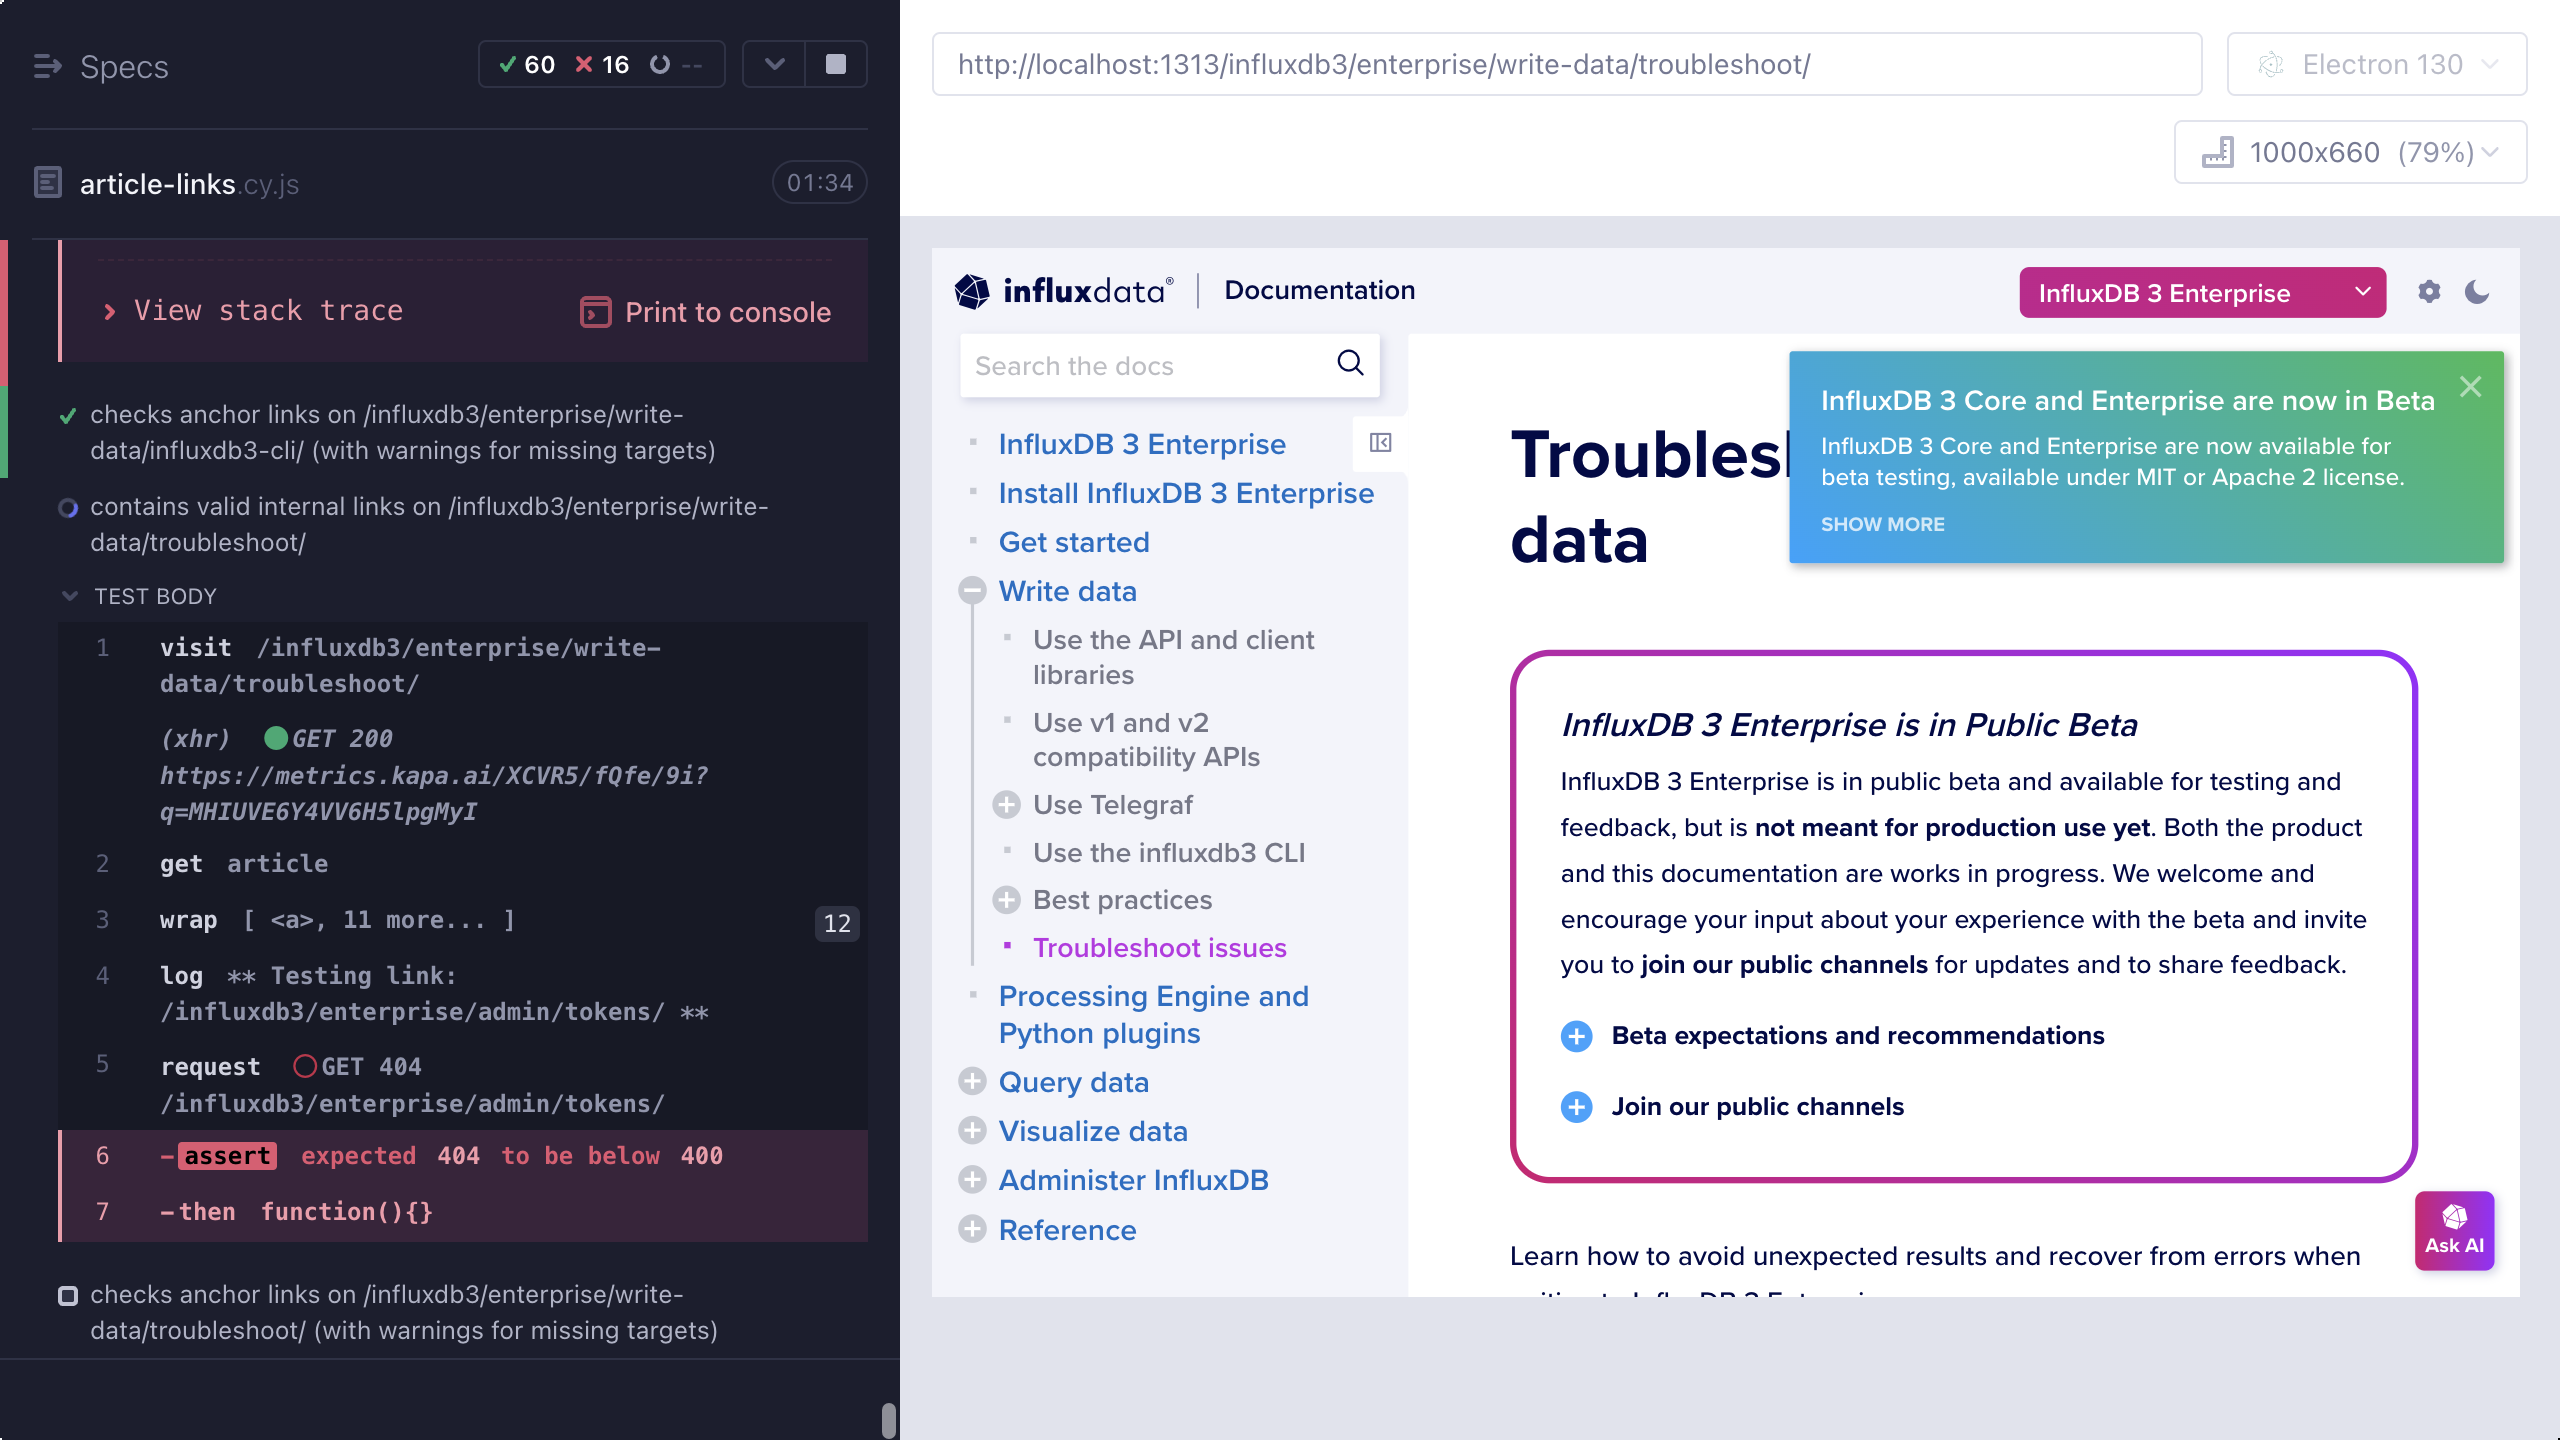 Specs
60 16 --
article-links.cy.js
01:34
View stack trace
Print to console
checks anchor links on /influxdb3/enterprise/write-
data/influxdb3-cli/ (with warnings for missing targets)
contains valid internal links on /influxdb3/enterprise/write-
data/troubleshoot/
TEST BODY
1 visit /influxdb3/enterprise/write-
data/troubleshoot/
(xhr) GET 200
https://metrics.kapa.ai/XCVR5/fQfe/9i?
q=MHIUVE6Y4VV6H5lpgMyI
2 get article
3 wrap [ <a>, 11 more... ] 12
4 log ** Testing link:
/influxdb3/enterprise/admin/tokens/ **
5 request GET 404
/influxdb3/enterprise/admin/tokens/
6 -assert expected 404 to be below 400
7 -then function(){}
checks anchor links on /influxdb3/enterprise/write-
data/troubleshoot/ (with warnings for missing targets)
http://localhost:1313/influxdb3/enterprise/write-data/troubleshoot/
Electron 130
1000x660 (79%)
influxdata® Documentation
InfluxDB 3 Enterprise
Search the docs
InfluxDB 3 Enterprise
Install InfluxDB 3 Enterprise
Get started
Write data
Use the API and client
libraries
Use v1 and v2
compatibility APIs
Use Telegraf
Use the influxdb3 CLI
Best practices
Troubleshoot issues
Processing Engine and
Python plugins
Query data
Visualize data
Administer InfluxDB
Reference
data
InfluxDB 3 Core and Enterprise are now in Beta
InfluxDB 3 Core and Enterprise are now available for
beta testing, available under MIT or Apache 2 license.
SHOW MORE
InfluxDB 3 Enterprise is in Public Beta
InfluxDB 3 Enterprise is in public beta and available for testing and
feedback, but is not meant for production use yet. Both the product
and this documentation are works in progress. We welcome and
encourage your input about your experience with the beta and invite
you to join our public channels for updates and to share feedback.
Beta expectations and recommendations
Join our public channels
Ask AI
Learn how to avoid unexpected results and recover from errors when